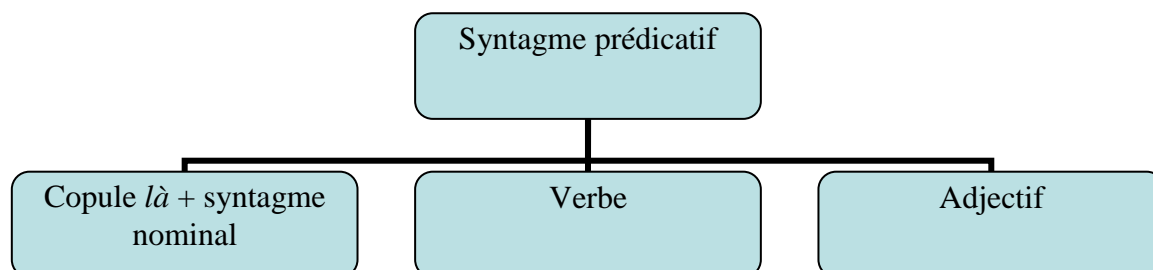 Syntagme prédicatif
Copule là + syntagme
nominal
Verbe
Adjectif